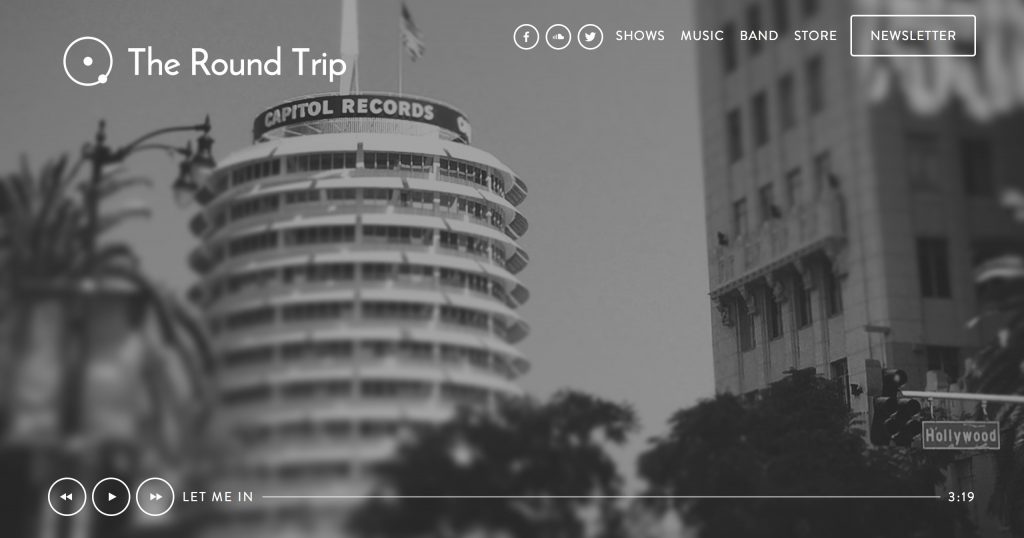 The Round Trip
SHOWS MUSIC BAND STORE NEWSLETTER
CAPITOL RECORDS
Hollywood
LET ME IN 3:19